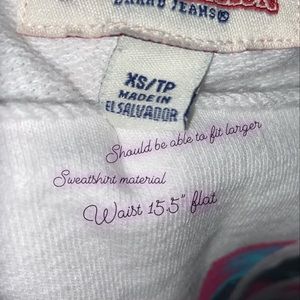 BRAND JEANS®
XS/TP
MADE IN
EL SALVADOR
Should be able to fit larger
Sweatshirt material
Waist 15.5" flat